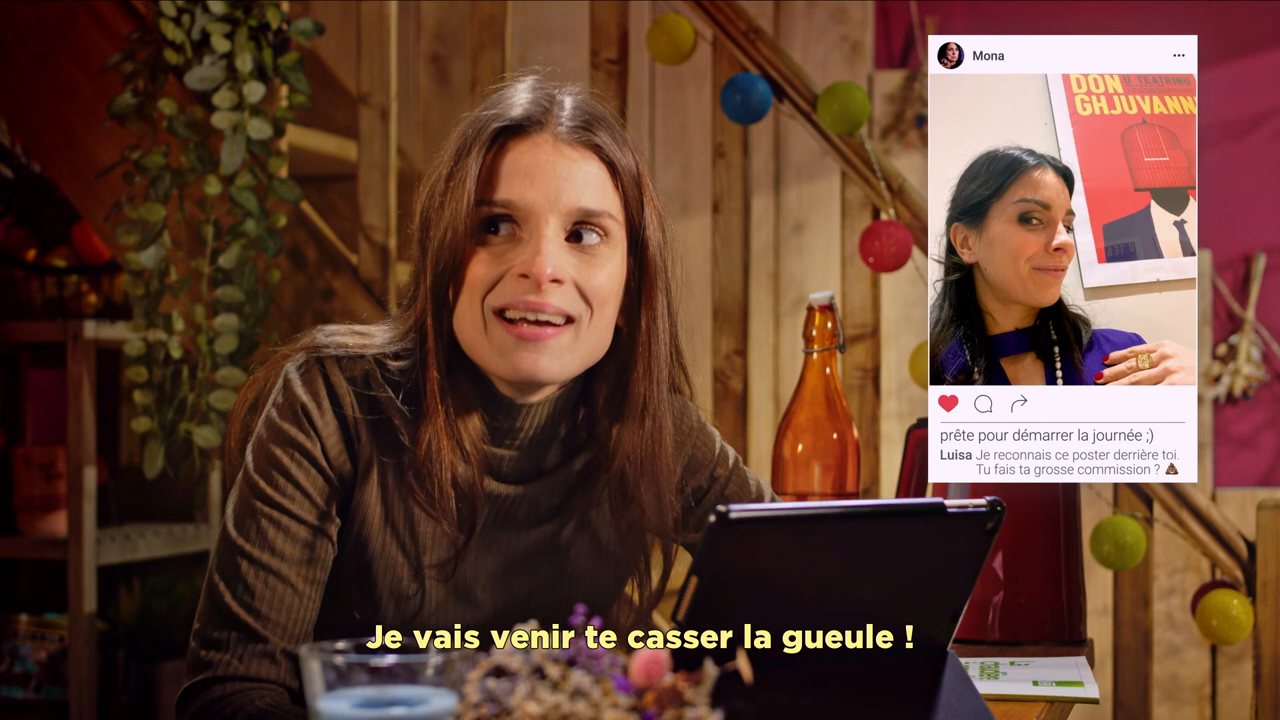 Mona
U TEATRINU
DON
GHJUVANN
prête pour démarrer la journée ;)
Luisa Je reconnais ce poster derrière toi.
Tu fais ta grosse commission ? 💩
Je vais venir te casser la gueule !